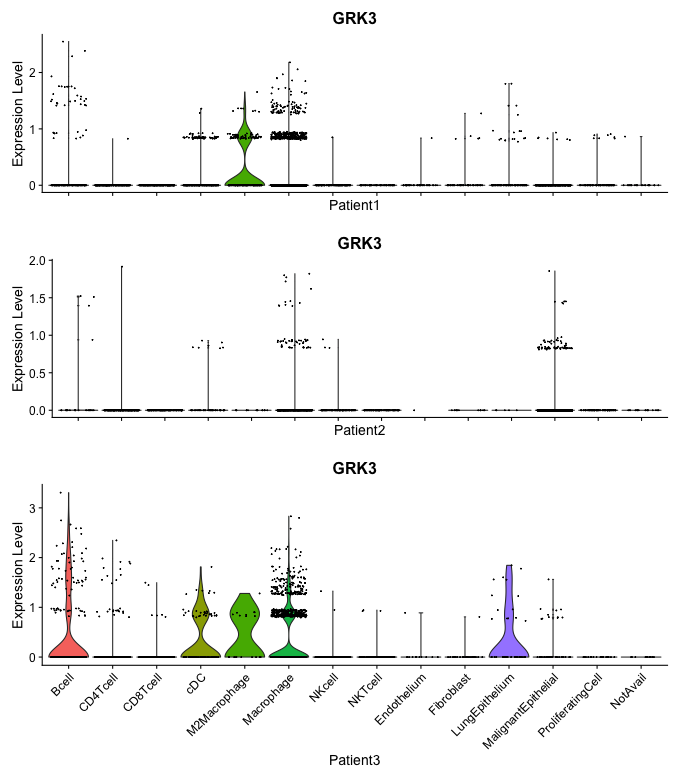 GRK3
Expression Level
2
1
0
Patient1
GRK3
Expression Level
2.0
1.5
1.0
0.5
0.0
Patient2
GRK3
Expression Level
3
2
1
0
Bcell
CD4Tcell
CD8Tcell
cDC
M2Macrophage
Macrophage
NKcell
NKTcell
Endothelium
Fibroblast
LungEpithelium
MalignantEpithelial
ProliferatingCell
NotAvail
Patient3